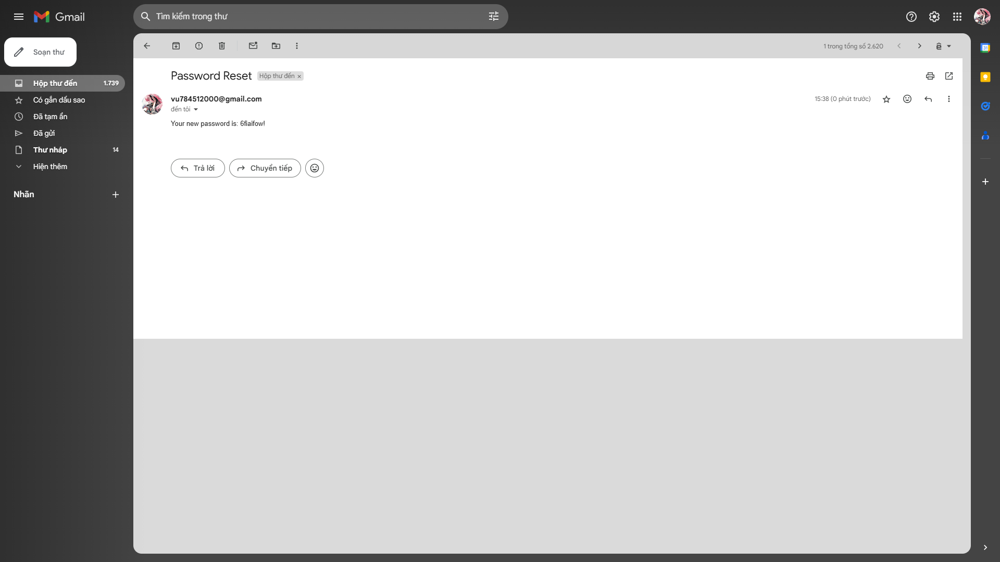 Gmail
Tìm kiếm trong thư
Soạn thư
1 trong tổng số 2.620
Hộp thư đến 1.739
Có gắn dấu sao
Đã tạm ẩn
Đã gửi
Thư nháp 14
Hiện thêm
Nhãn
Password Reset Hộp thư đến ×
vu784512000@gmail.com
15:38 (0 phút trước)
đến tôi
Your new password is: 6fiaifow!
Trả lời
Chuyển tiếp
31